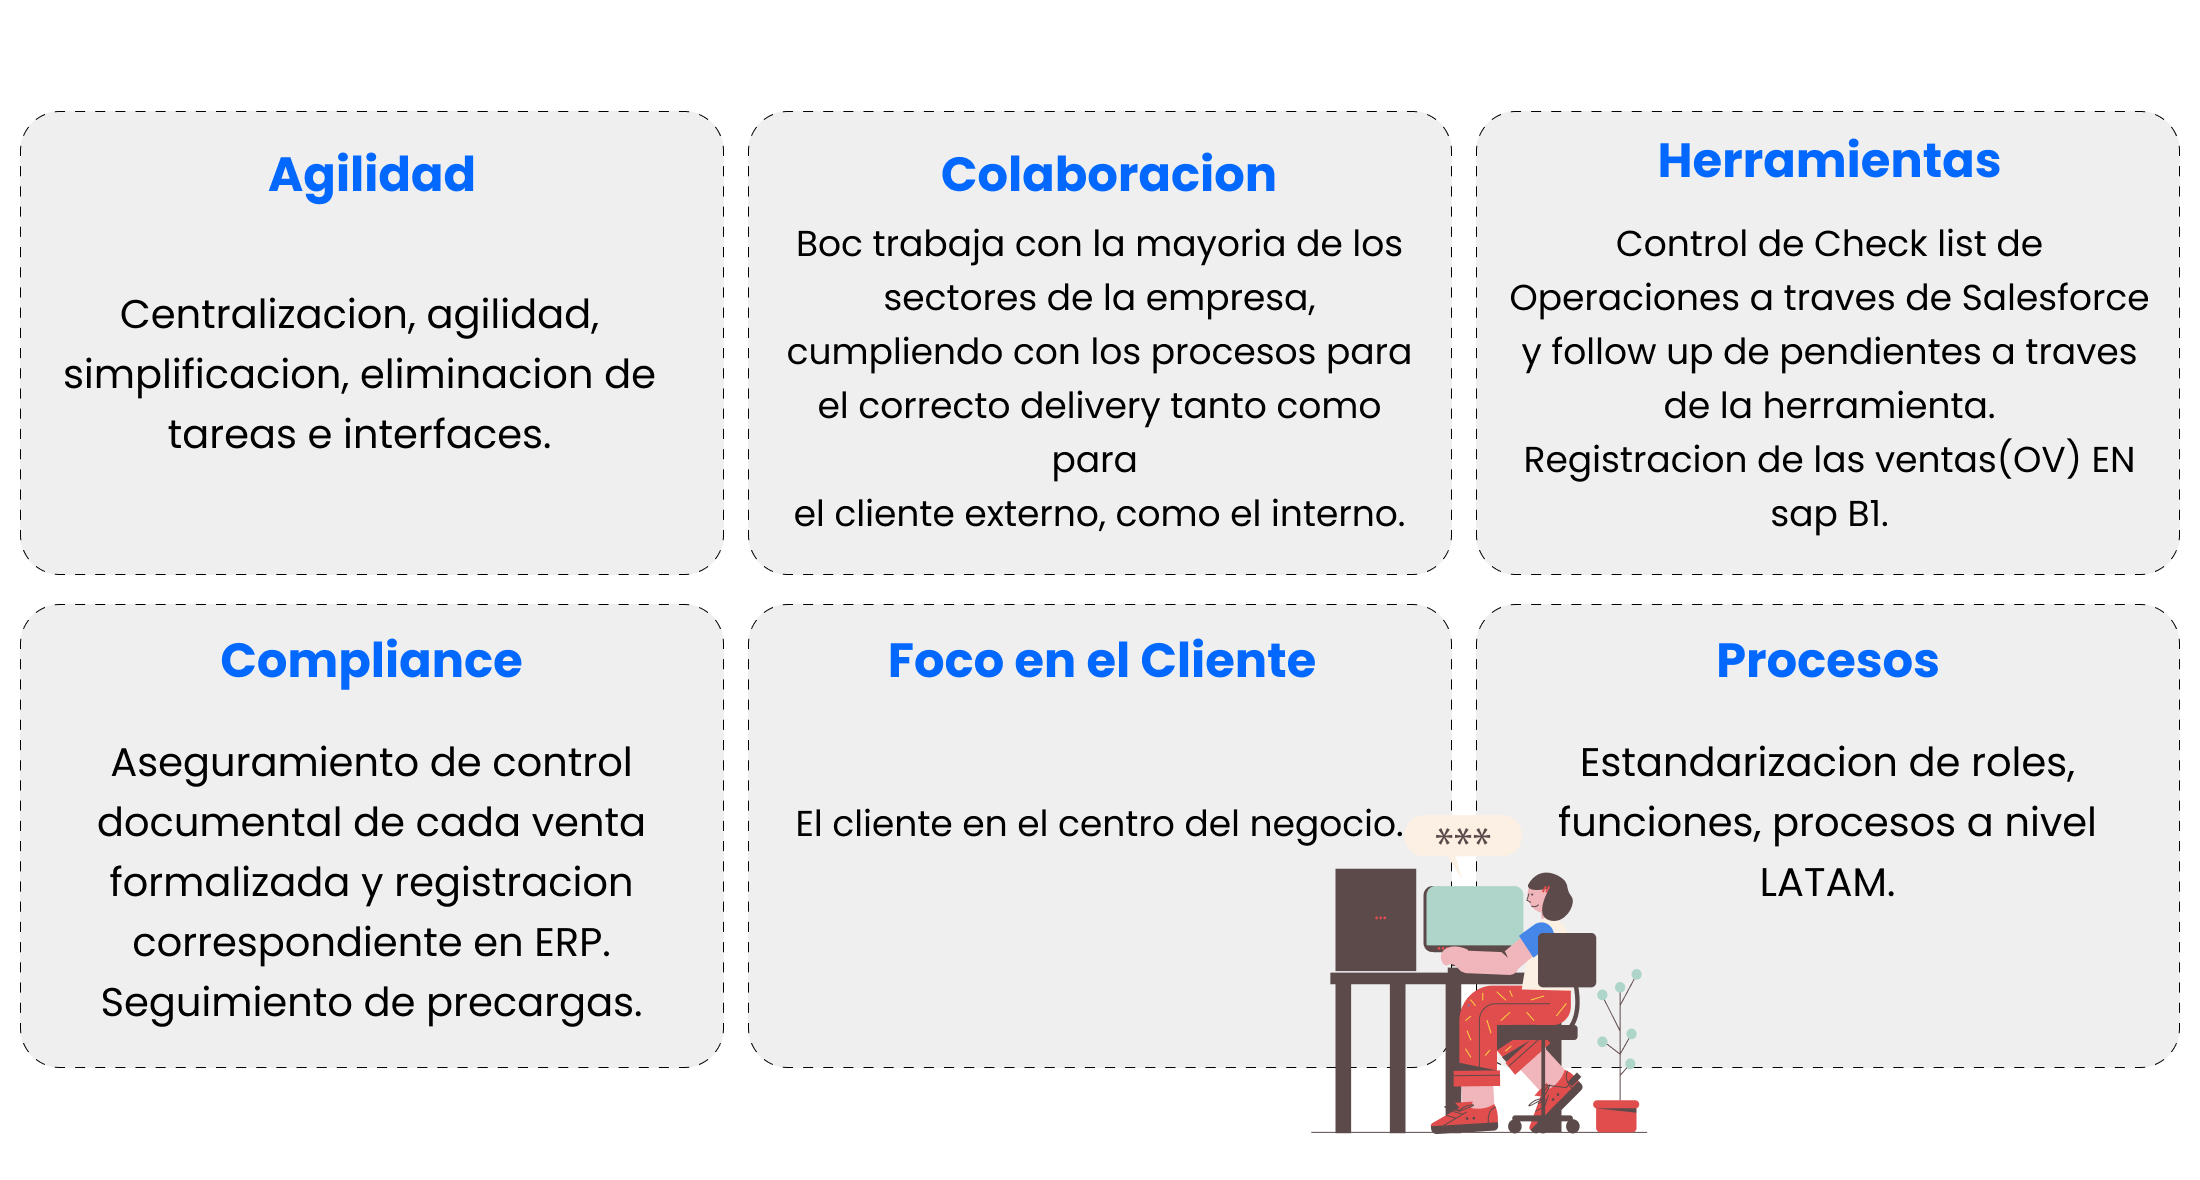 Agilidad
Centralizacion, agilidad,
simplificacion, eliminacion de
tareas e interfaces.
Colaboracion
Boc trabaja con la mayoria de los
sectores de la empresa,
cumpliendo con los procesos para
el correcto delivery tanto como
para
el cliente externo, como el interno.
Herramientas
Control de Check list de
Operaciones a traves de Salesforce
y follow up de pendientes a traves
de la herramienta.
Registracion de las ventas(OV) EN
sap B1.
Compliance
Aseguramiento de control
documental de cada venta
formalizada y registracion
correspondiente en ERP.
Seguimiento de precargas.
Foco en el Cliente
El cliente en el centro del negocio.
***
Procesos
Estandarizacion de roles,
funciones, procesos a nivel
LATAM.